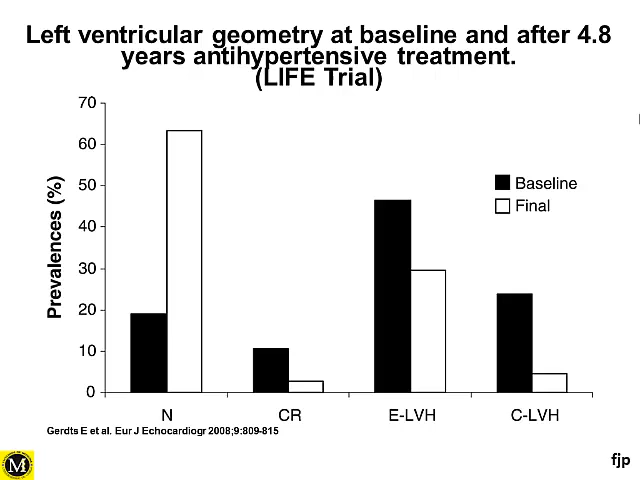 Left ventricular geometry at baseline and after 4.8
years antihypertensive treatment.
(LIFE Trial)
70
60
50
40
30
20
10
0
Prevalences (%)
Baseline
Final
N CR E-LVH C-LVH
Gerdts E et al. Eur J Echocardiogr 2008;9:809-815
M
fjp